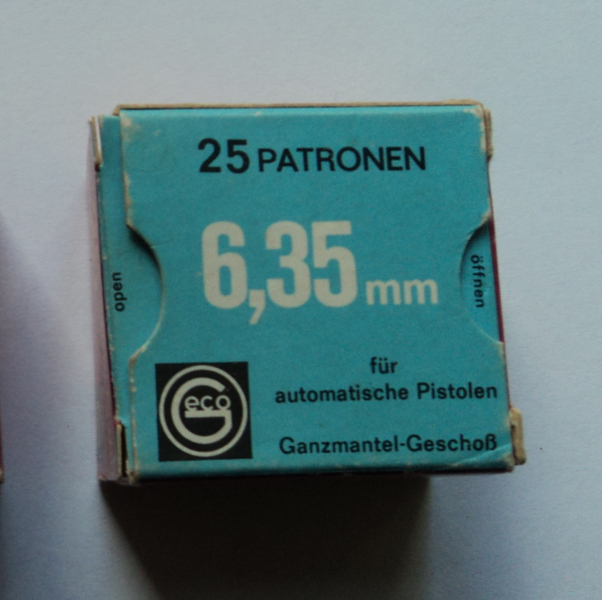 25 PATRONEN
6,35 mm
open
öffnen
für
automatische Pistolen
Geco
Ganzmantel-Geschoß